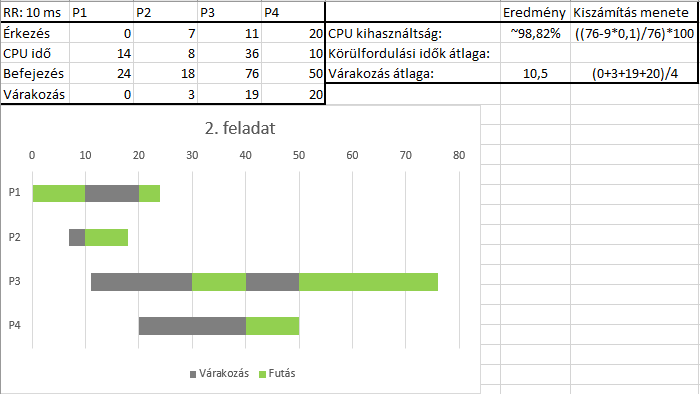 RR: 10 ms P1 P2 P3 P4 Eredmény Kiszámítás menete
Érkezés 0 7 11 20 CPU kihasználtság: ~98,82% ((76-9*0,1)/76)*100
CPU idő 14 8 36 10 Körülfordulási idők átlaga:
Befejezés 24 18 76 50 Várakozás átlaga: 10,5 (0+3+19+20)/4
Várakozás 0 3 19 20
2. feladat
0 10 20 30 40 50 60 70 80
P1
P2
P3
P4
Várakozás Futás